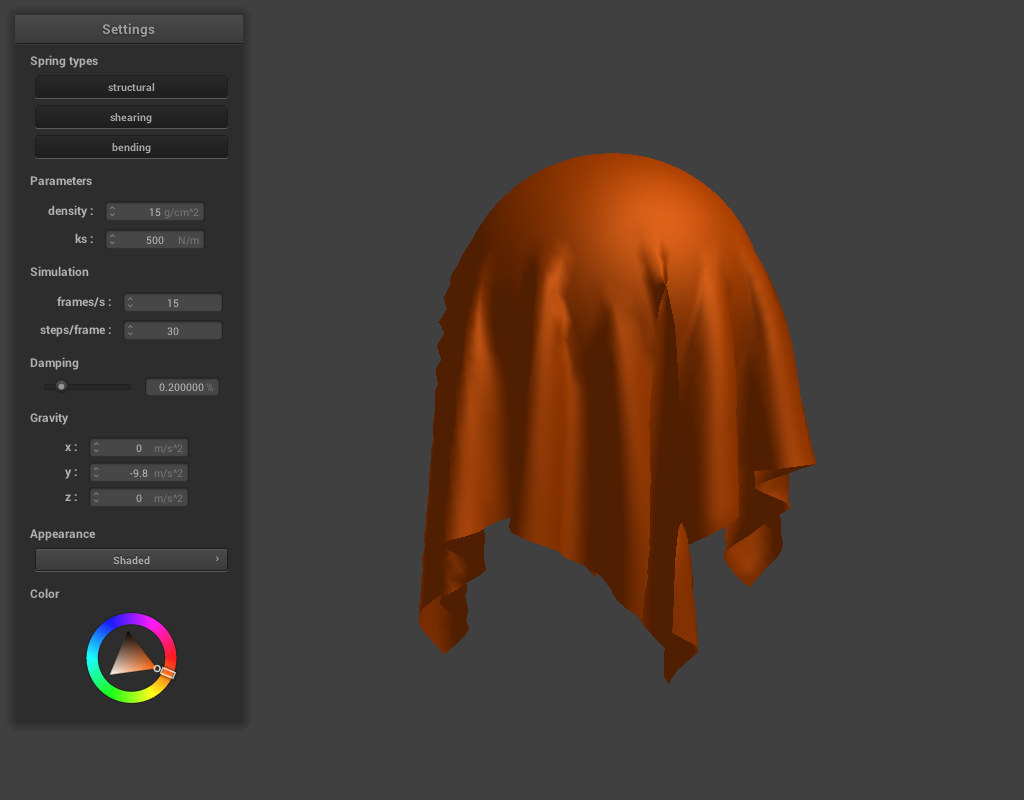 Settings
Spring types
structural
shearing
bending
Parameters
density : 15 g/cm^2
ks : 500 N/m
Simulation
frames/s : 15
steps/frame : 30
Damping
0.200000 %
Gravity
x : 0 m/s^2
y : -9.8 m/s^2
z : 0 m/s^2
Appearance
Shaded
Color